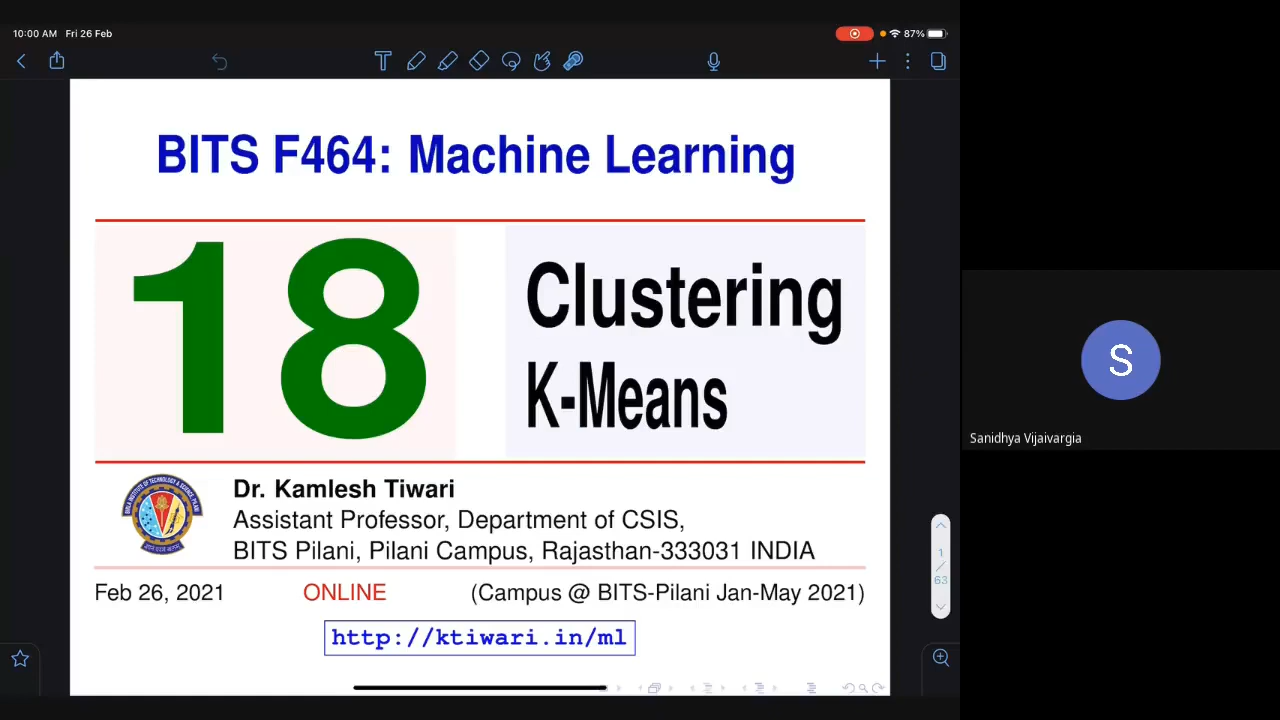 10:00 AM Fri 26 Feb
87%
BITS F464: Machine Learning
18
Clustering
K-Means
Dr. Kamlesh Tiwari
Assistant Professor, Department of CSIS,
BITS Pilani, Pilani Campus, Rajasthan-333031 INDIA
Feb 26, 2021 ONLINE (Campus @ BITS-Pilani Jan-May 2021)
http://ktiwari.in/ml
1
/
63
S
Sanidhya Vijaivargia